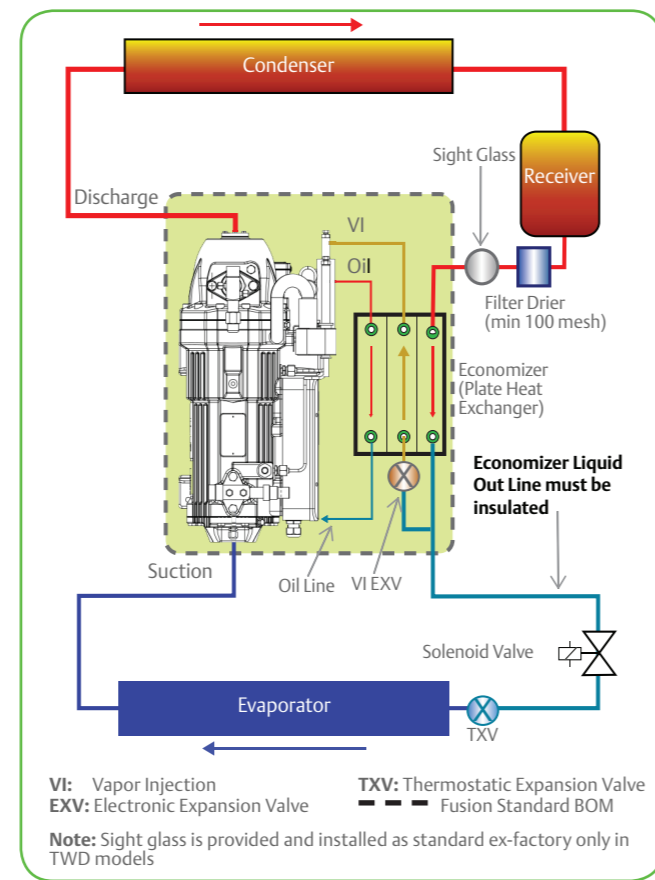 Condenser
Sight Glass
Receiver
Discharge
VI
Oil
Filter Drier
(min 100 mesh)
Economizer
(Plate Heat
Exchanger)
Economizer Liquid
Out Line must be
insulated
Suction
Oil Line
VI EXV
Solenoid Valve
Evaporator
TXV
VI: Vapor Injection
TXV: Thermostatic Expansion Valve
EXV: Electronic Expansion Valve
Fusion Standard BOM
Note: Sight glass is provided and installed as standard ex-factory only in
TWD models